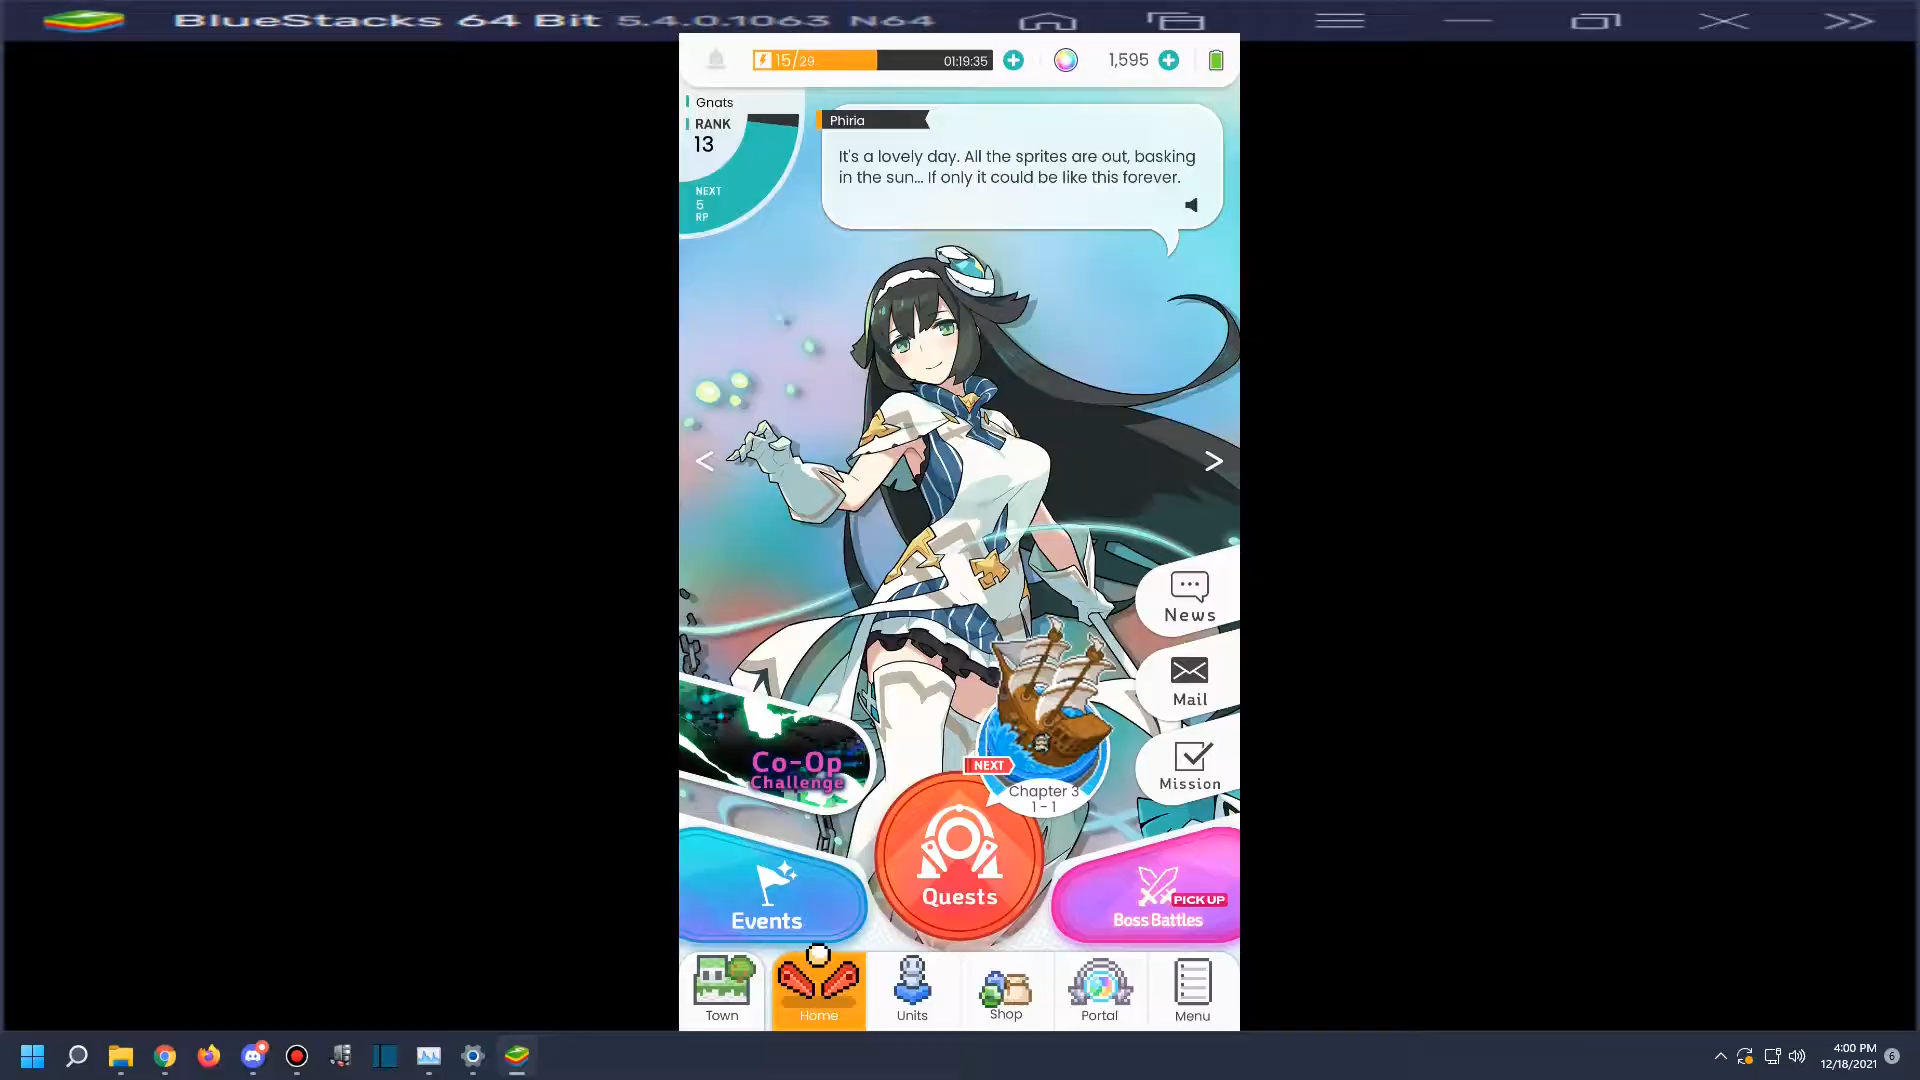 BlueStacks 64 Bit 5.4.0.1063 N64
15/29
01:19:35
1,595
Gnats
RANK
13
NEXT
5
RP
Phiria
It's a lovely day. All the sprites are out, basking
in the sun... If only it could be like this forever.
News
Mail
Mission
Co-Op
Challenge
NEXT
Chapter 3
1 - 1
Events
Quests
PICK UP
Boss Battles
Town
Home
Units
Shop
Portal
Menu
4:00 PM
12/18/2021
6